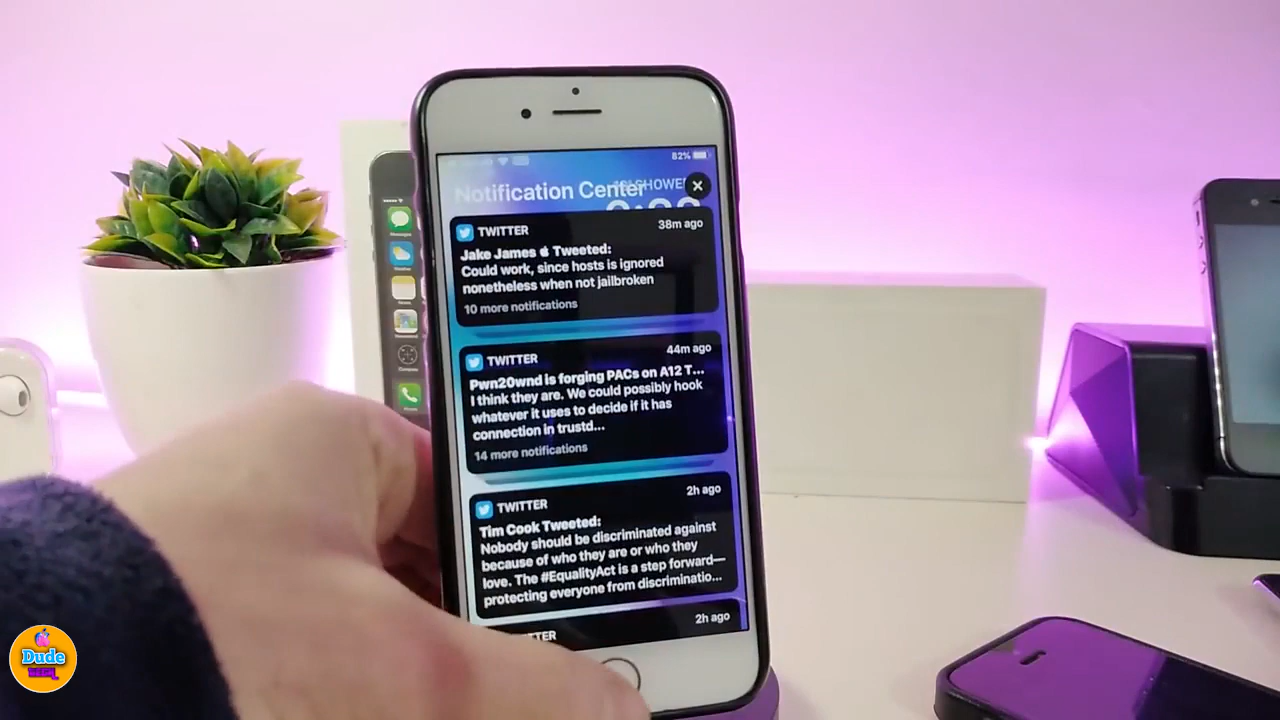 82%
Notification Center
SHOWE
TWITTER 38m ago
Jake James Tweeted:
Could work, since hosts is ignored
nonetheless when not jailbroken
10 more notifications
TWITTER 44m ago
Pwn20wnd is forging PACs on A12 T...
I think they are. We could possibly hook
whatever it uses to decide if it has
connection in trustd...
14 more notifications
TWITTER 2h ago
Tim Cook Tweeted:
Nobody should be discriminated against
because of who they are or who they
love. The #EqualityAct is a step forward—
protecting everyone from discriminatio...
TTER 2h ago
Dude